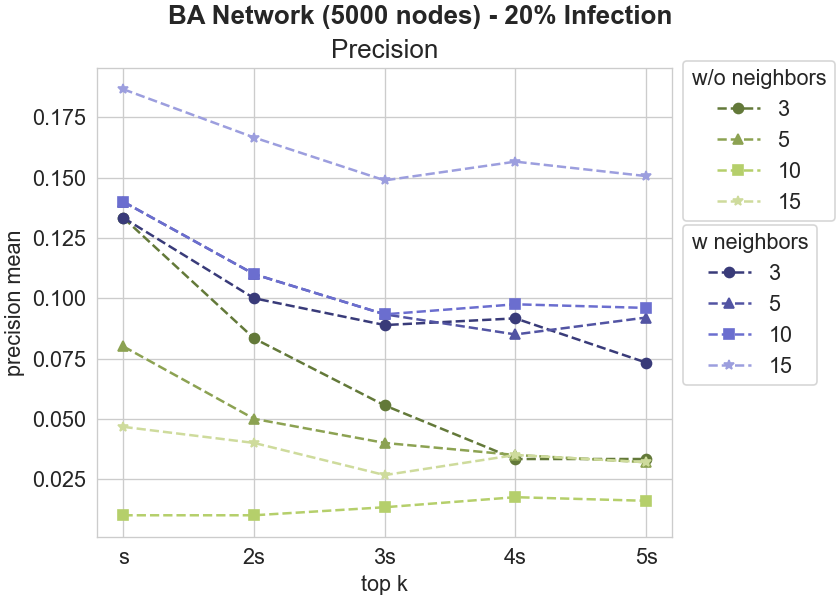 BA Network (5000 nodes) - 20% Infection
Precision
0.175
0.150
0.125
0.100
0.075
0.050
0.025
precision mean
s 2s 3s 4s 5s
top k
w/o neighbors
3
5
10
15
w neighbors
3
5
10
15